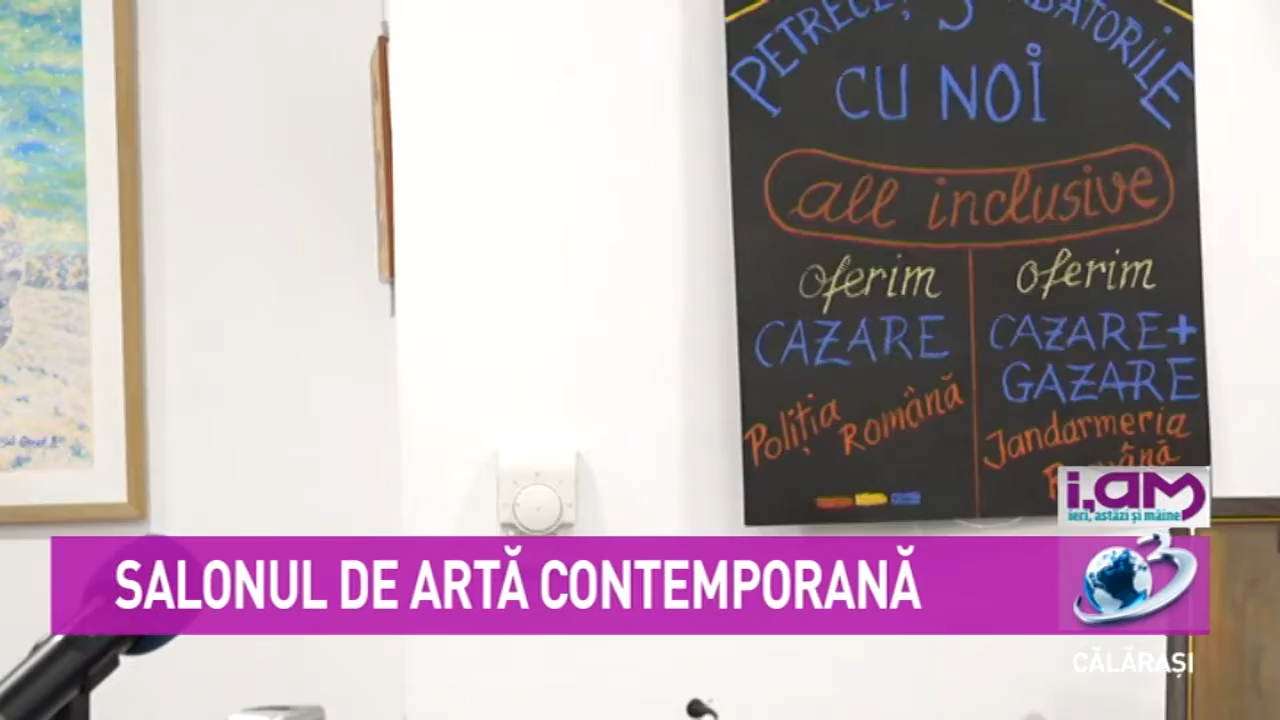 CU NOI
all inclusive
oferim
CAZARE
Poliția
Română
oferim
CAZARE+
GAZARE
Jandarmeria
i,am
ieri, astăzi și mâine
SALONUL DE ARTĂ CONTEMPORANĂ
3
CĂLĂRAȘI